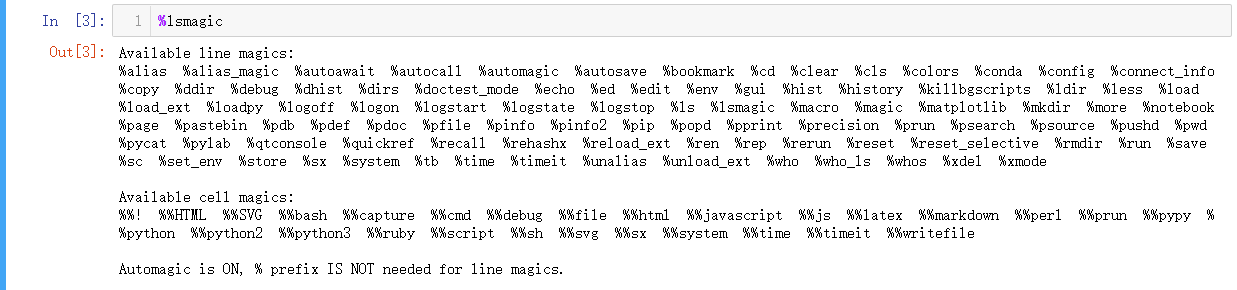 In [3]: 1 %lsmagic
Out[3]: Available line magics:
%alias %alias_magic %autoawait %autocall %automagic %autosave %bookmark %cd %clear %cls %colors %conda %config %connect_info
%copy %ddir %debug %dhist %dirs %doctest_mode %echo %ed %edit %env %gui %hist %history %killbgscripts %ldir %less %load
%load_ext %loadpy %logoff %logon %logstart %logstate %logstop %ls %lsmagic %macro %magic %matplotlib %mkdir %more %notebook
%page %pastebin %pdb %pdef %pdoc %pfile %pinfo %pinfo2 %pip %popd %pprint %precision %prun %psearch %psource %pushd %pwd
%pycat %pylab %qtconsole %quickref %recall %rehashx %reload_ext %ren %rep %rerun %reset %reset_selective %rmdir %run %save
%sc %set_env %store %sx %system %tb %time %timeit %unalias %unload_ext %who %who_ls %whos %xdel %xmode
Available cell magics:
%%! %%HTML %%SVG %%bash %%capture %%cmd %%debug %%file %%html %%javascript %%js %%latex %%markdown %%perl %%prun %%pypy %
%python %%python2 %%python3 %%ruby %%script %%sh %%svg %%sx %%system %%time %%timeit %%writefile
Automagic is ON, % prefix IS NOT needed for line magics.